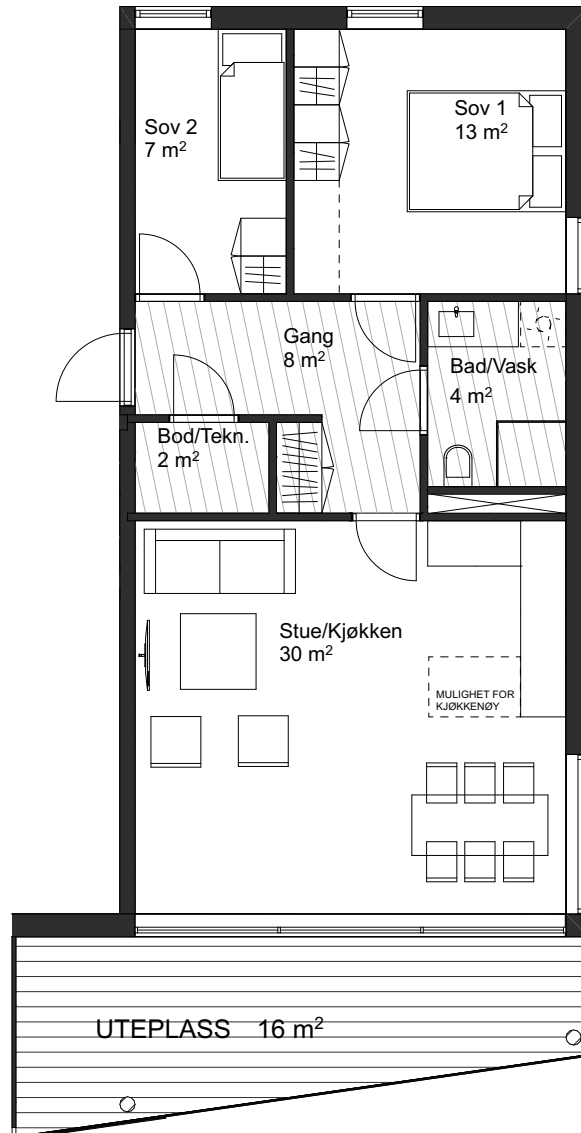 Sov 1
13 m²
Sov 2
7 m²
Gang
8 m²
Bad/Vask
4 m²
Bod/Tekn.
2 m²
Stue/Kjøkken
30 m²
MULIGHET FOR
KJØKKENØY
UTEPLASS 16 m²